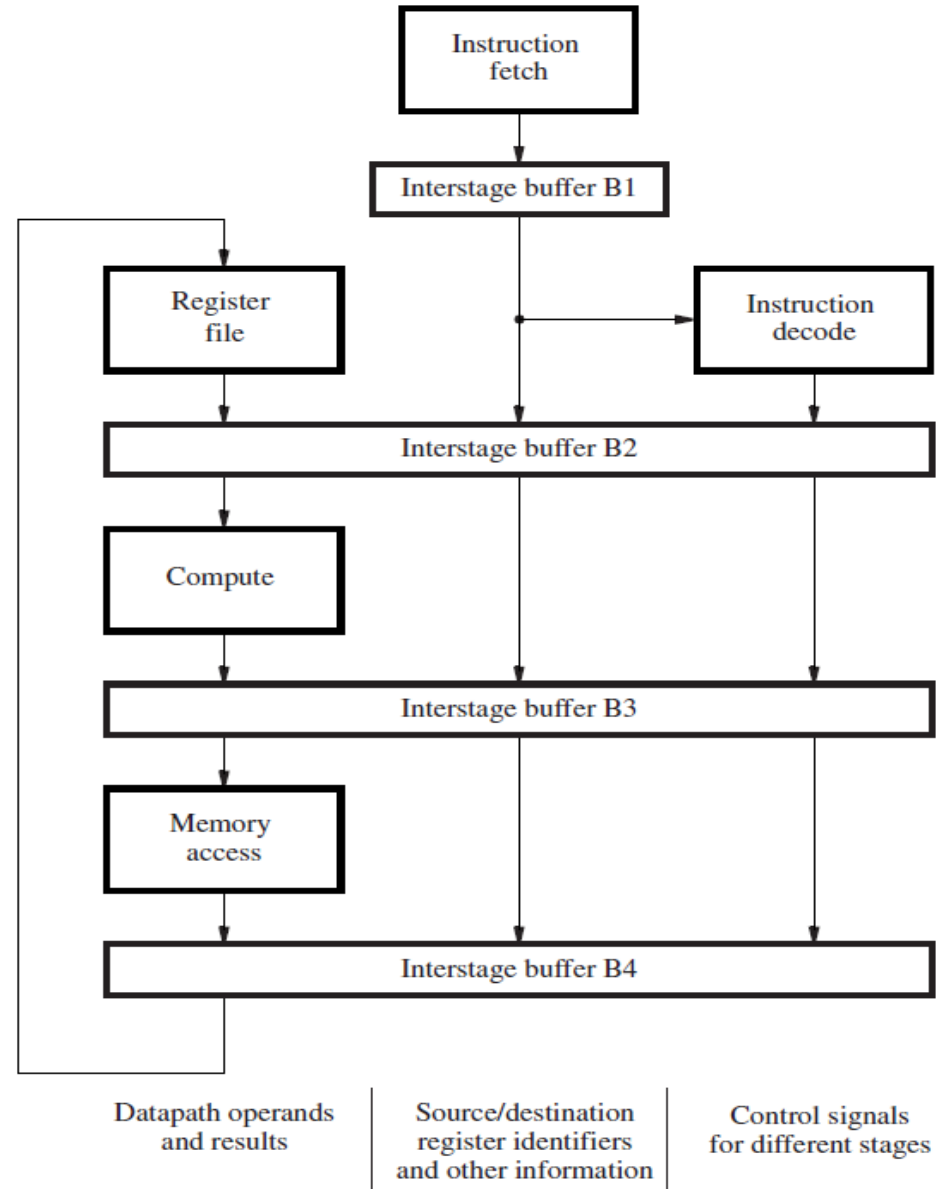 Instruction
fetch
Interstage buffer B1
Register
file
Instruction
decode
Interstage buffer B2
Compute
Interstage buffer B3
Memory
access
Interstage buffer B4
Datapath operands
and results
Source/destination
register identifiers
and other information
Control signals
for different stages